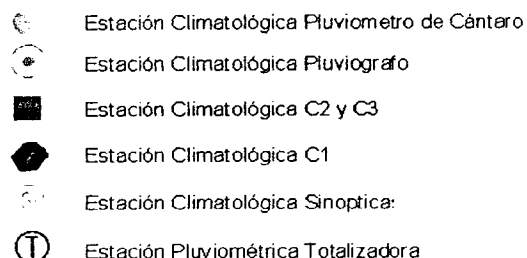 Estación Climatológica Pluviometro de Cántaro
Estación Climatológica Pluviografo
Estación Climatológica C2 y C3
Estación Climatológica C1
Estación Climatológica Sinoptica
T Estación Pluviométrica Totalizadora